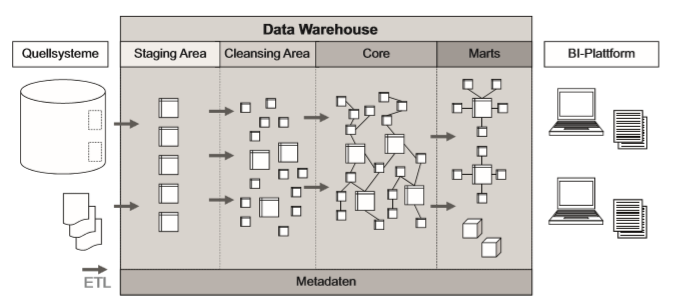 Data Warehouse
Quellsysteme
Staging Area
Cleansing Area
Core
Marts
BI-Plattform
ETL
Metadaten